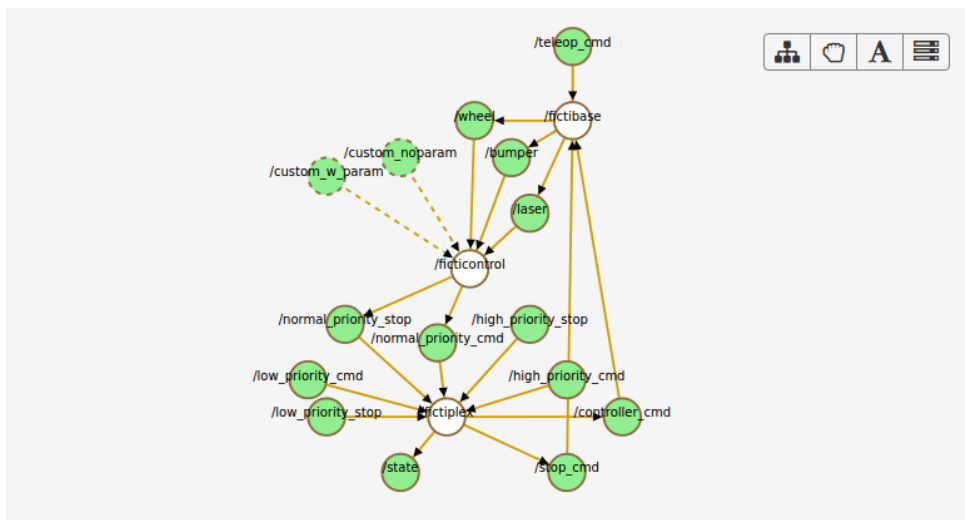 /teleop_cmd
/wheel
/fictibase
/custom_noparam
/bumper
/custom_w_param
/laser
/ficticontrol
/normal_priority_stop
/high_priority_stop
/normal_priority_cmd
/low_priority_cmd
/high_priority_cmd
/low_priority_stop
/fictiplex
/controller_cmd
/state
/stop_cmd
A